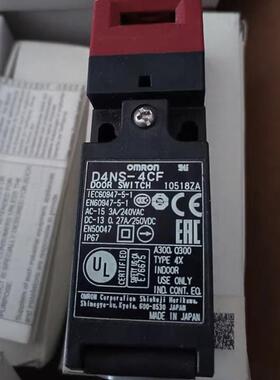 OMRON
D4NS-4CF
DOOR SWITCH 10518ZA
IEC60947-5-1
EN60947-5-1
AC-15 3A/240VAC
DC-13 0.27A/250VDC
EN50047
IP67
A300, Q300
TYPE 4X
INDOOR
USE ONLY
IND. CONT. EQ.
UL
CERTIFIED
E76675
EAC
OMRON Corporation Shiokoji Horikawa,
Shimogyo-ku, Kyoto, 600-8530 JAPAN
MADE IN JAPAN